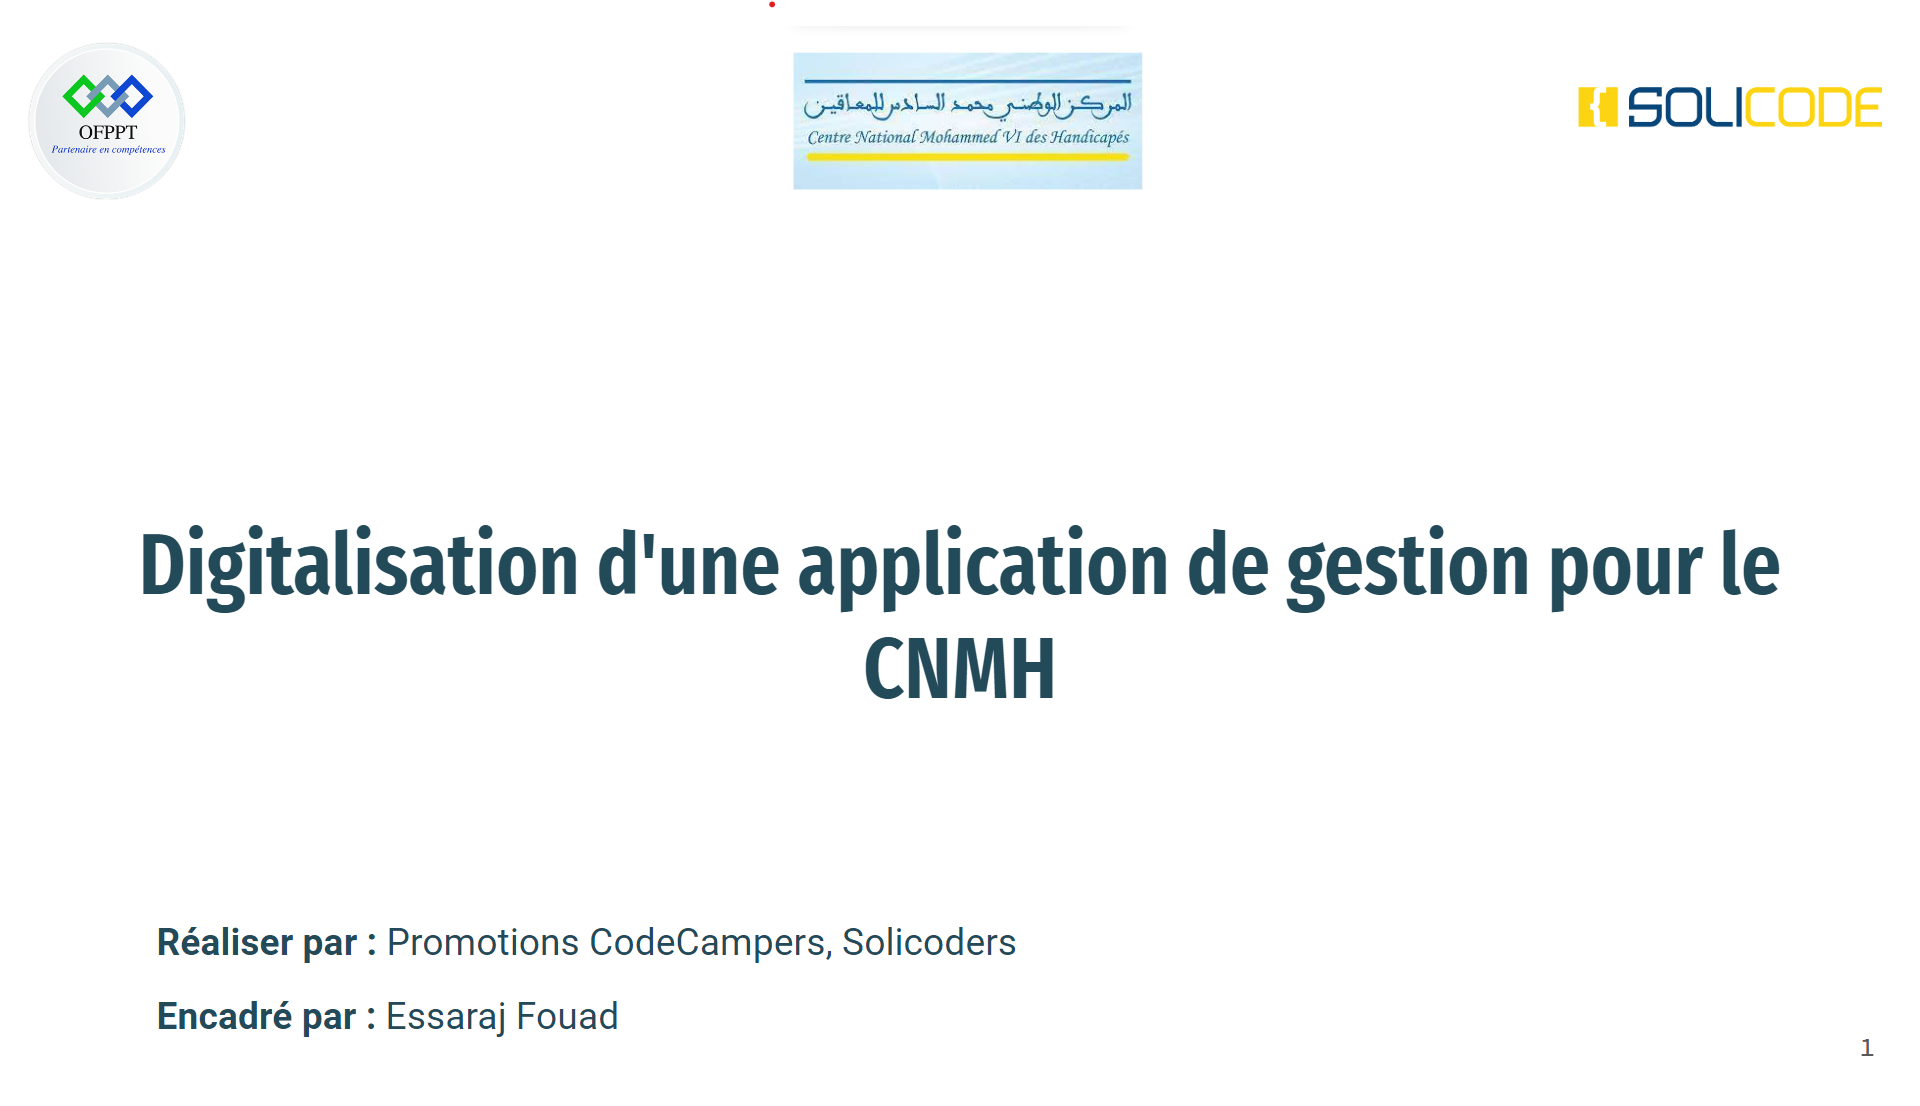 OFPPT
Partenaire en compétences
المركز الوطني محمد السادس للمعاقين
Centre National Mohammed VI des Handicapés
SOLICODE
Digitalisation d'une application de gestion pour le
CNMH
Réaliser par : Promotions CodeCampers, Solicoders
Encadré par : Essaraj Fouad
1